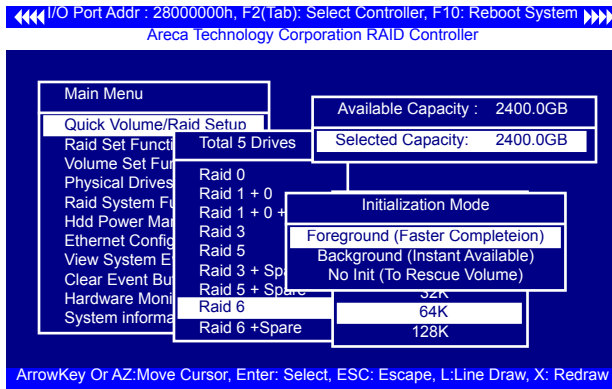 I/O Port Addr : 28000000h, F2(Tab): Select Controller, F10: Reboot System
Areca Technology Corporation RAID Controller
Main Menu
Quick Volume/Raid Setup
Raid Set Functi
Volume Set Fun
Physical Drives
Raid System Fu
Hdd Power Man
Ethernet Config
View System E
Clear Event Bu
Hardware Moni
System informa
Total 5 Drives
Raid 0
Raid 1 + 0
Raid 1 + 0 +
Raid 3
Raid 5
Raid 3 + Spa
Raid 5 + Spare
Raid 6
Raid 6 +Spare
Available Capacity : 2400.0GB
Selected Capacity: 2400.0GB
Initialization Mode
Foreground (Faster Completeion)
Background (Instant Available)
No Init (To Rescue Volume)
32K
64K
128K
ArrowKey Or AZ:Move Cursor, Enter: Select, ESC: Escape, L:Line Draw, X: Redraw